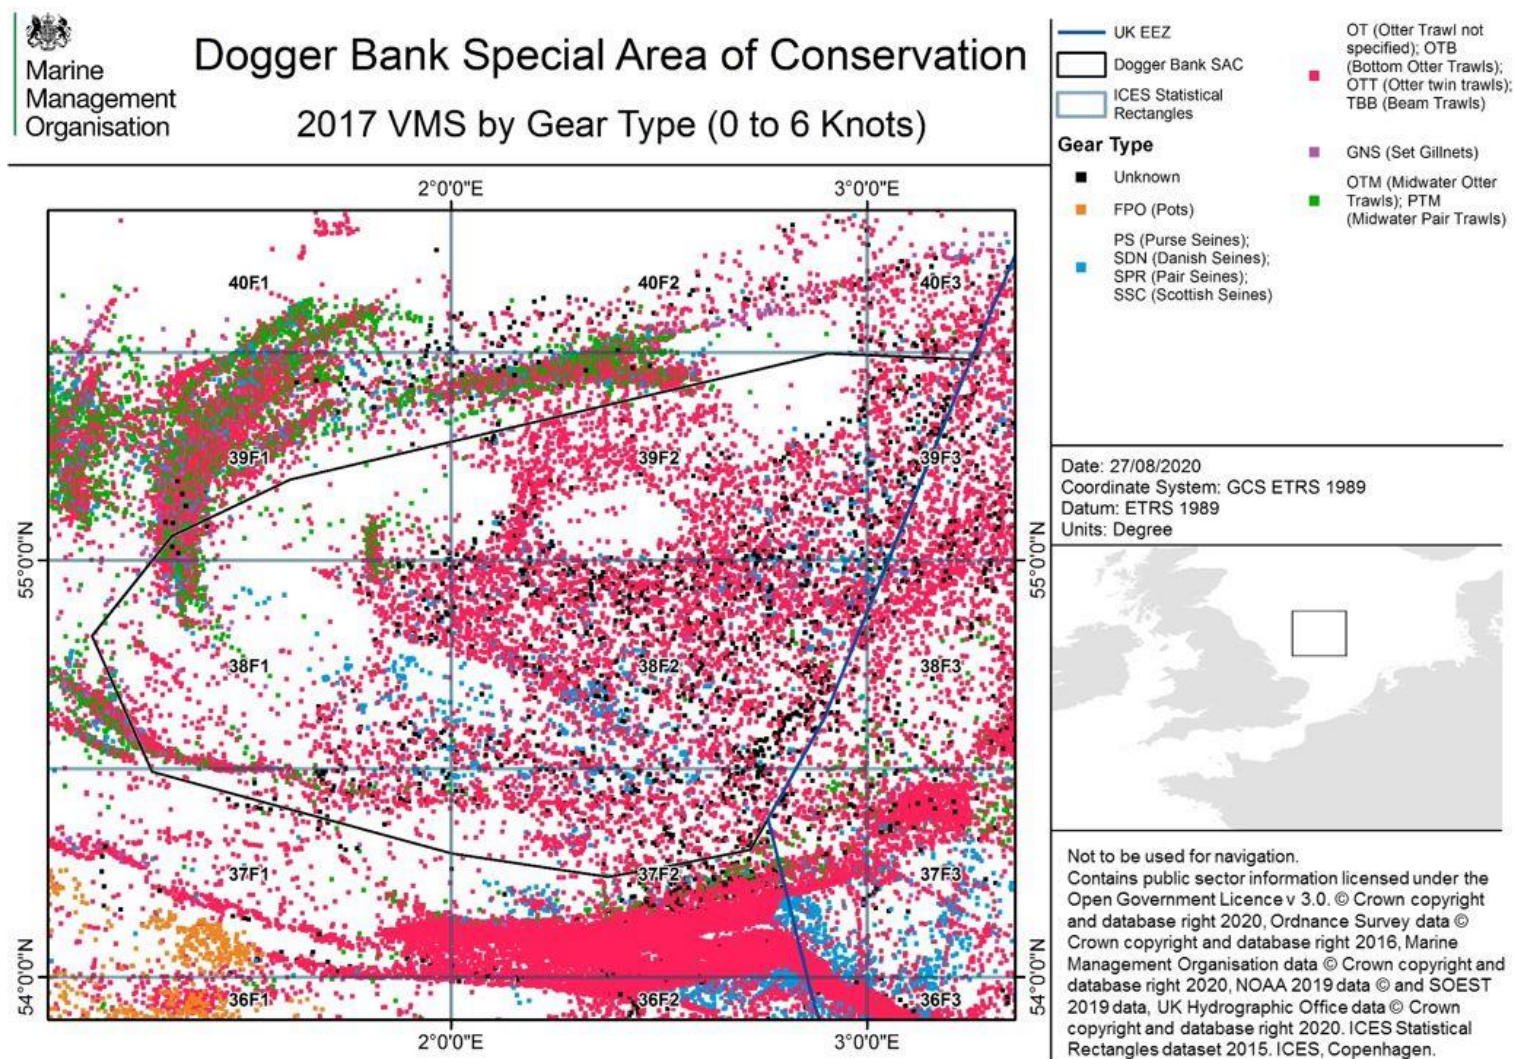 Marine
Management
Organisation
Dogger Bank Special Area of Conservation
2017 VMS by Gear Type (0 to 6 Knots)
UK EEZ
Dogger Bank SAC
ICES Statistical
Rectangles
Gear Type
Unknown
FPO (Pots)
PS (Purse Seines);
SDN (Danish Seines);
SPR (Pair Seines);
SSC (Scottish Seines)
OT (Otter Trawl not
specified); OTB
(Bottom Otter Trawls);
OTT (Otter twin trawls);
TBB (Beam Trawls)
GNS (Set Gillnets)
OTM (Midwater Otter
Trawls); PTM
(Midwater Pair Trawls)
2°0'0"E 3°0'0"E
40F1 40F2 40F3
39F1 39F2 39F3
55°0'0"N 55°0'0"N
38F1 38F2 38F3
37F1 37F2 37F3
54°0'0"N 54°0'0"N
36F1 36F2 36F3
2°0'0"E 3°0'0"E
Date: 27/08/2020
Coordinate System: GCS ETRS 1989
Datum: ETRS 1989
Units: Degree
Not to be used for navigation.
Contains public sector information licensed under the
Open Government Licence v 3.0. © Crown copyright
and database right 2020, Ordnance Survey data ©
Crown copyright and database right 2016, Marine
Management Organisation data © Crown copyright and
database right 2020, NOAA 2019 data © and SOEST
2019 data, UK Hydrographic Office data © Crown
copyright and database right 2020. ICES Statistical
Rectangles dataset 2015. ICES, Copenhagen.